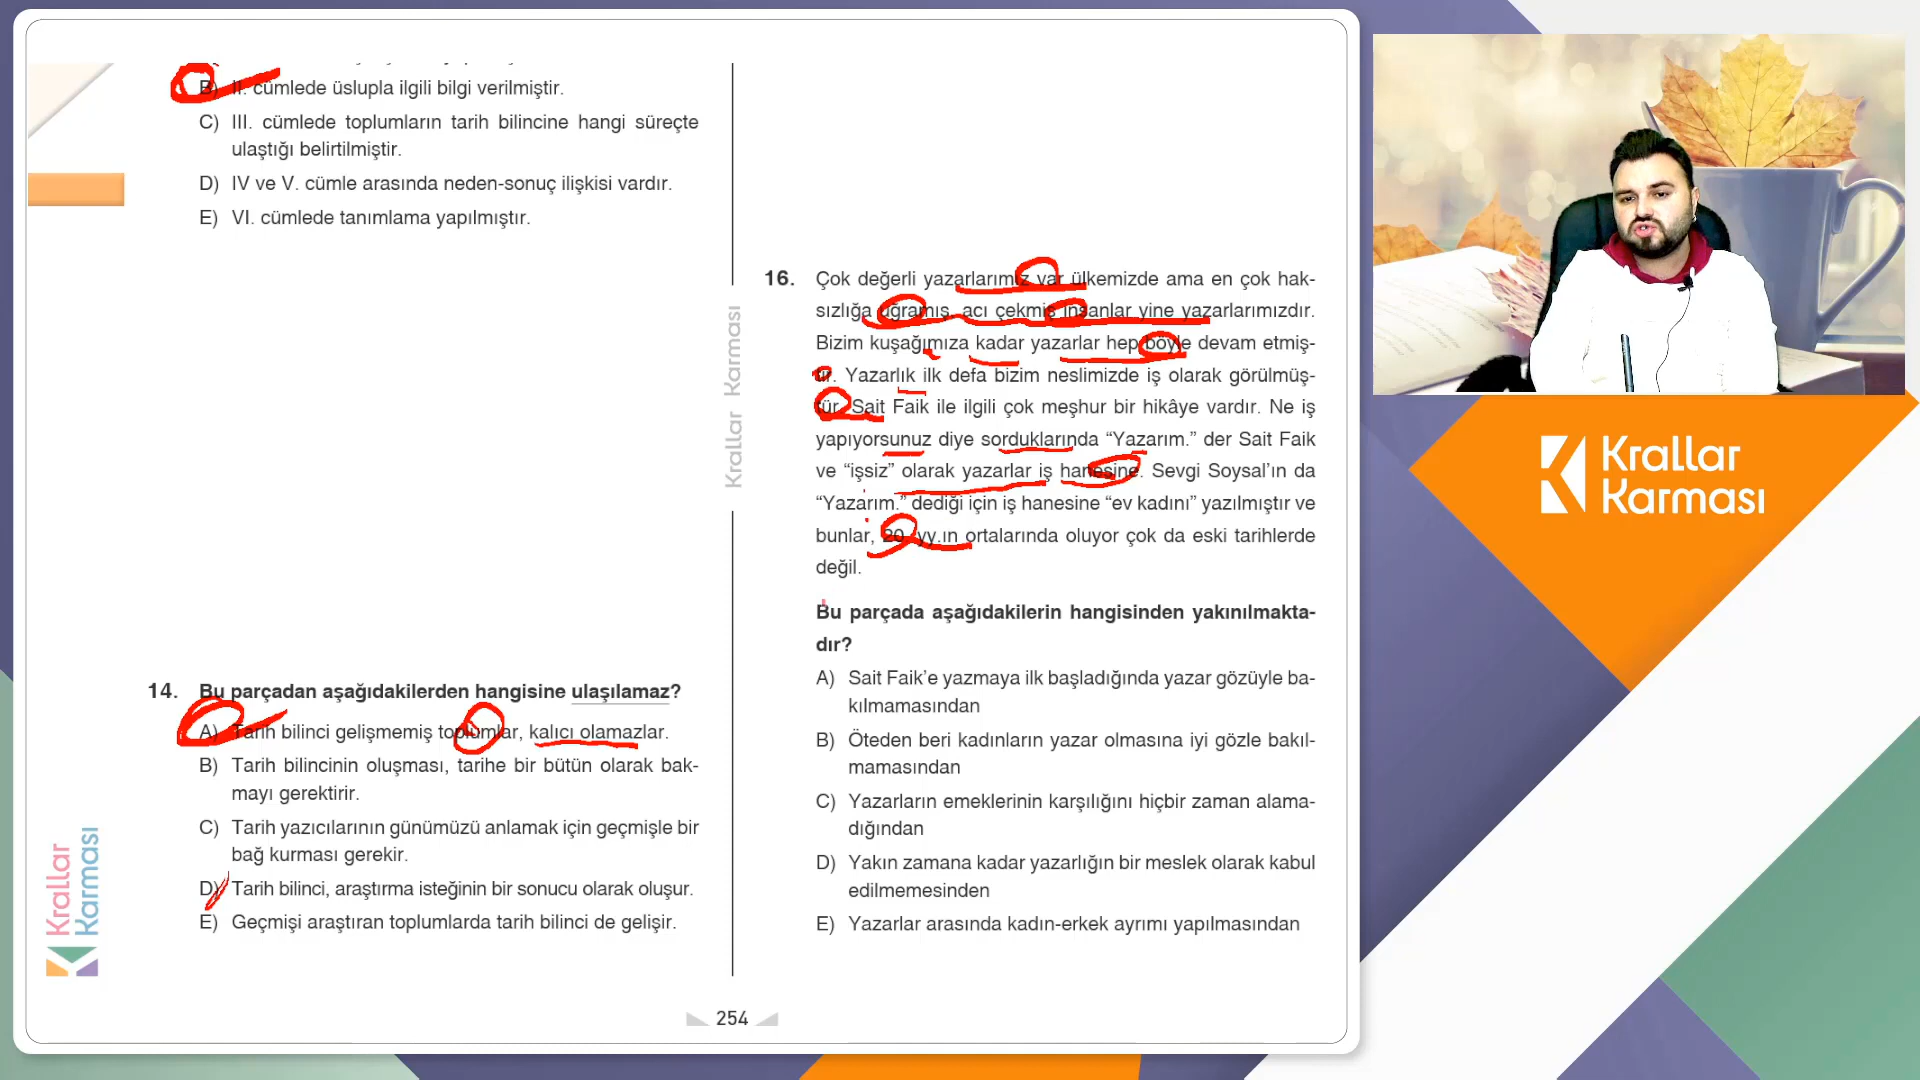 B) II. cümlede üslupla ilgili bilgi verilmiştir.
C) III. cümlede toplumların tarih bilincine hangi süreçte
ulaştığı belirtilmiştir.
D) IV ve V. cümle arasında neden-sonuç ilişkisi vardır.
E) VI. cümlede tanımlama yapılmıştır.
14. Bu parçadan aşağıdakilerden hangisine ulaşılamaz?
A) Tarih bilinci gelişmemiş toplumlar, kalıcı olamazlar.
B) Tarih bilincinin oluşması, tarihe bir bütün olarak bak-
mayı gerektirir.
C) Tarih yazıcılarının günümüzü anlamak için geçmişle bir
bağ kurması gerekir.
D) Tarih bilinci, araştırma isteğinin bir sonucu olarak oluşur.
E) Geçmişi araştıran toplumlarda tarih bilinci de gelişir.
Krallar
Karması
Krallar Karması
16. Çok değerli yazarlarımız var ülkemizde ama en çok hak-
sızlığa uğramış, acı çekmiş insanlar yine yazarlarımızdır.
Bizim kuşağımıza kadar yazarlar hep böyle devam etmiş-
tir. Yazarlık ilk defa bizim neslimizde iş olarak görülmüş-
tür. Sait Faik ile ilgili çok meşhur bir hikâye vardır. Ne iş
yapıyorsunuz diye sorduklarında “Yazarım.” der Sait Faik
ve “işsiz” olarak yazarlar iş hanesine. Sevgi Soysal’ın da
“Yazarım.” dediği için iş hanesine “ev kadını” yazılmıştır ve
bunlar, 20. yy.ın ortalarında oluyor çok da eski tarihlerde
değil.
Bu parçada aşağıdakilerin hangisinden yakınılmakta-
dır?
A) Sait Faik’e yazmaya ilk başladığında yazar gözüyle ba-
kılmamasından
B) Öteden beri kadınların yazar olmasına iyi gözle bakıl-
mamasından
C) Yazarların emeklerinin karşılığını hiçbir zaman alama-
dığından
D) Yakın zamana kadar yazarlığın bir meslek olarak kabul
edilmemesinden
E) Yazarlar arasında kadın-erkek ayrımı yapılmasından
254
Krallar
Karması